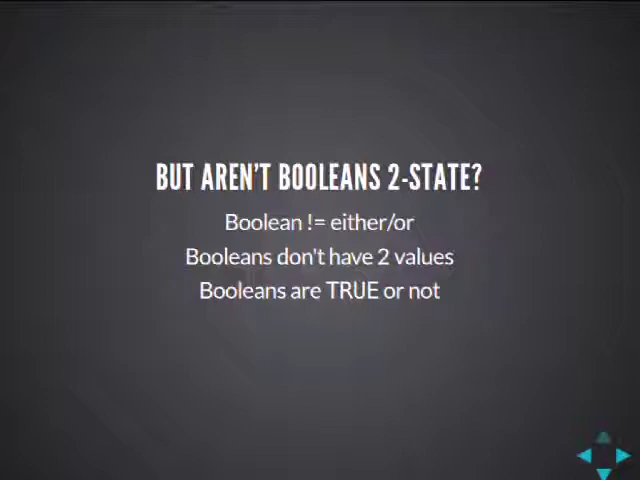 BUT AREN'T BOOLEANS 2-STATE?
Boolean != either/or
Booleans don't have 2 values
Booleans are TRUE or not